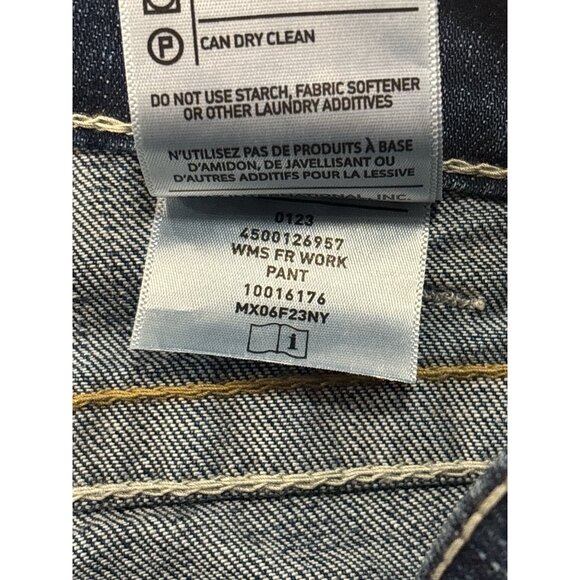 P
CAN DRY CLEAN
DO NOT USE STARCH, FABRIC SOFTENER
OR OTHER LAUNDRY ADDITIVES
N'UTILISEZ PAS DE PRODUITS À BASE
D'AMIDON, DE JAVELLISANT OU
D'AUTRES ADDITIFS POUR LA LESSIVE
INC.
0123
4500126957
WMS FR WORK
PANT
10016176
MX06F23NY
i